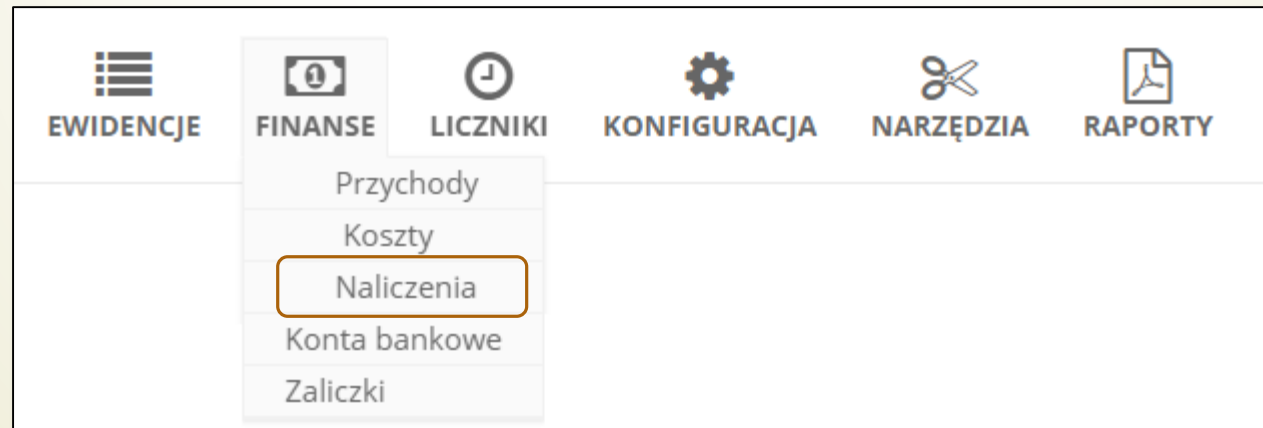 EWIDENCJE FINANSE LICZNIKI KONFIGURACJA NARZĘDZIA RAPORTY
Przychody
Koszty
Naliczenia
Konta bankowe
Zaliczki